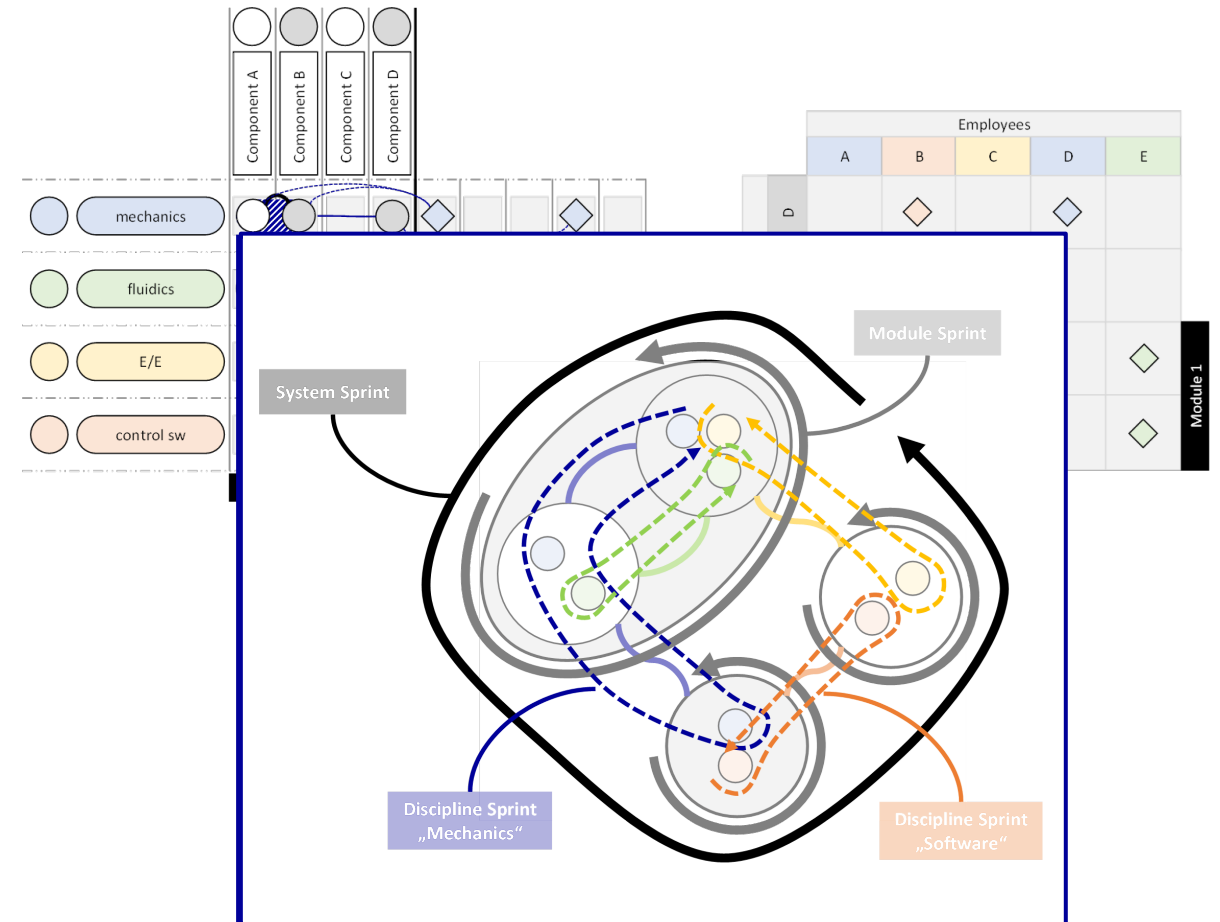 Component A
Component B
Component C
Component D
Employees
A
B
C
D
E
mechanics
D
fluidics
Module Sprint
E/E
System Sprint
Module 1
control sw
Discipline Sprint
„Mechanics“
Discipline Sprint
„Software“